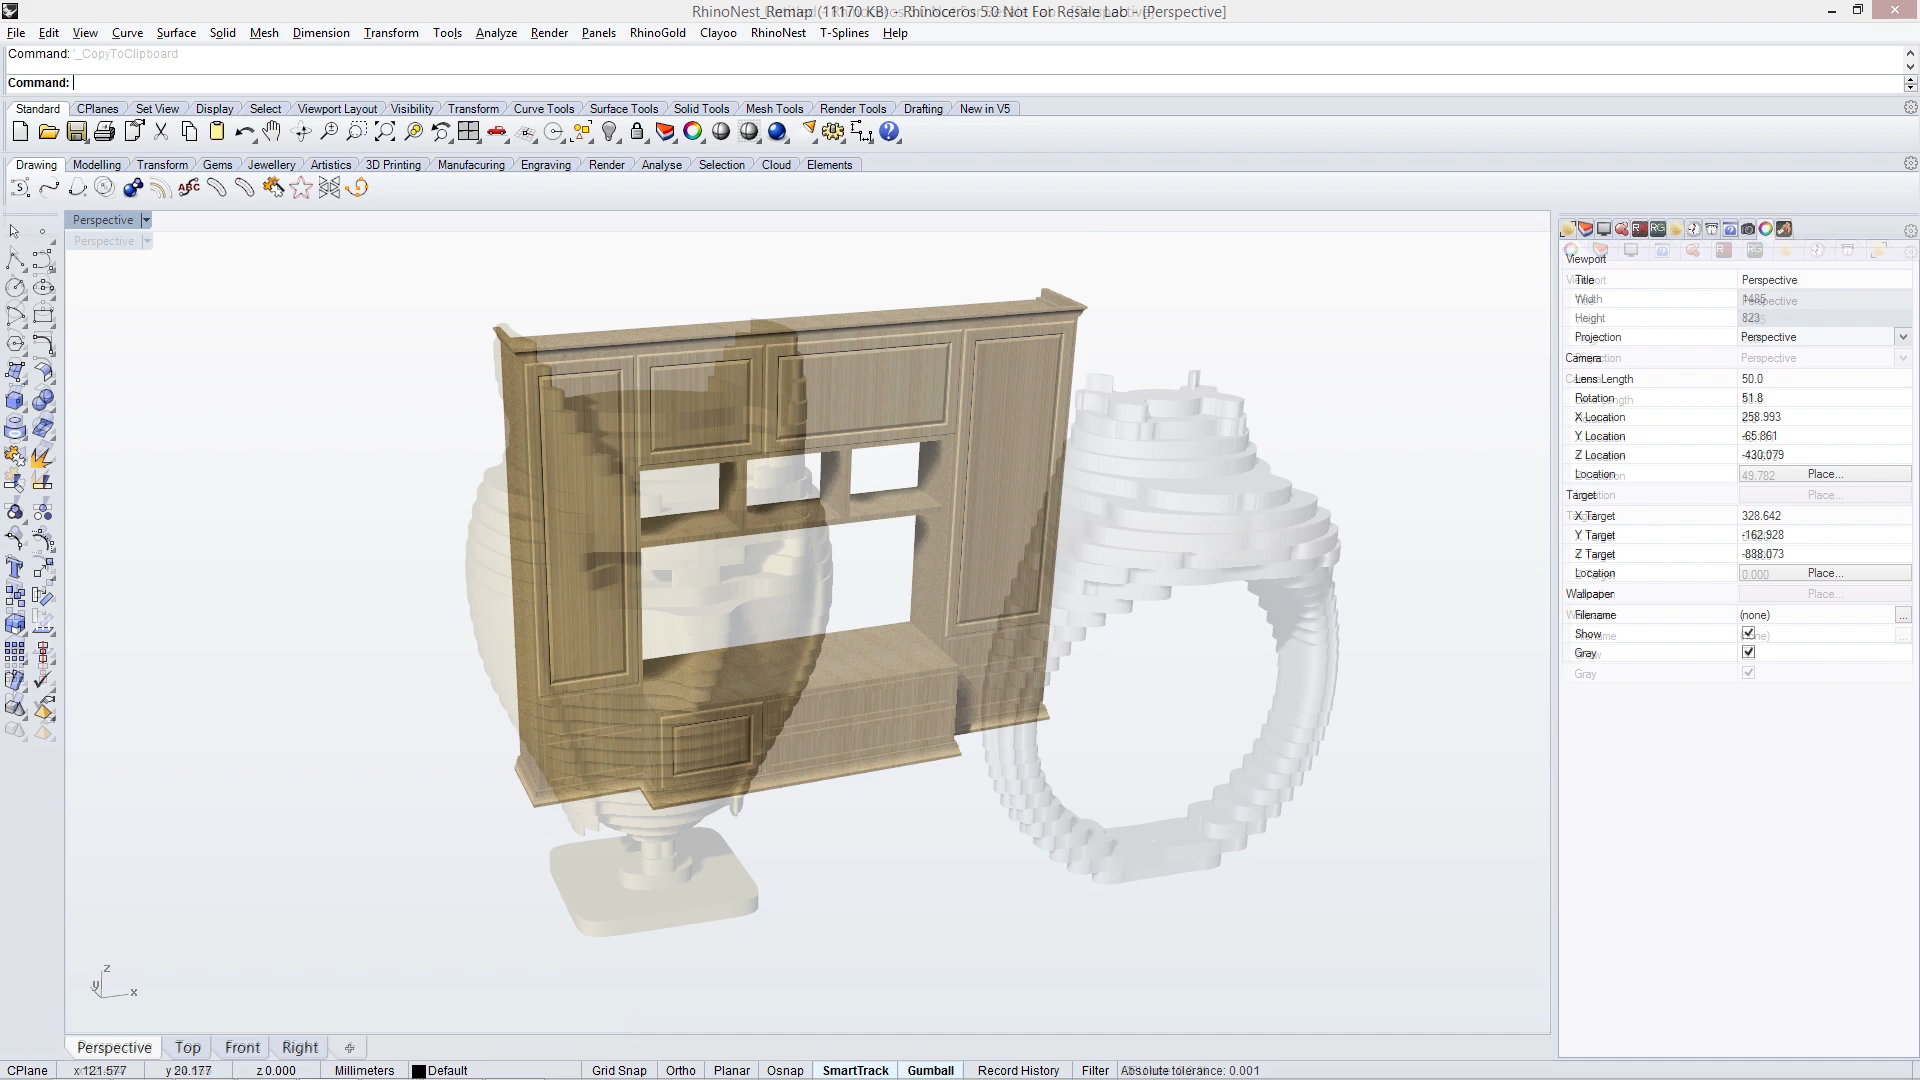 RhinoNest_Remap (11170 KB) - Rhinoceros 5.0 Not For Resale Lab - [Perspective]
File Edit View Curve Surface Solid Mesh Dimension Transform Tools Analyze Render Panels RhinoGold Clayoo RhinoNest T-Splines Help
Command: '_CopyToClipboard
Command:
Standard CPlanes Set View Display Select Viewport Layout Visibility Transform Curve Tools Surface Tools Solid Tools Mesh Tools Render Tools Drafting New in V5
Drawing Modelling Transform Gems Jewellery Artistics 3D Printing Manufacuring Engraving Render Analyse Selection Cloud Elements
ABC
Perspective
Perspective
Viewport
Title Perspective
Width 1485
Height 823
Projection Perspective
Camera Perspective
Lens Length 50.0
Rotation 51.8
X Location 258.993
Y Location -65.861
Z Location -430.079
Location 49.782 Place...
Target Place...
X Target 328.642
Y Target -162.928
Z Target -888.073
Location 0.000 Place...
Wallpaper Place...
Filename (none) ...
Show
Gray
Gray
z
y x
Perspective Top Front Right
CPlane x 121.577 y 20.177 z 0.000 Millimeters Default Grid Snap Ortho Planar Osnap SmartTrack Gumball Record History Filter Absolute tolerance: 0.001